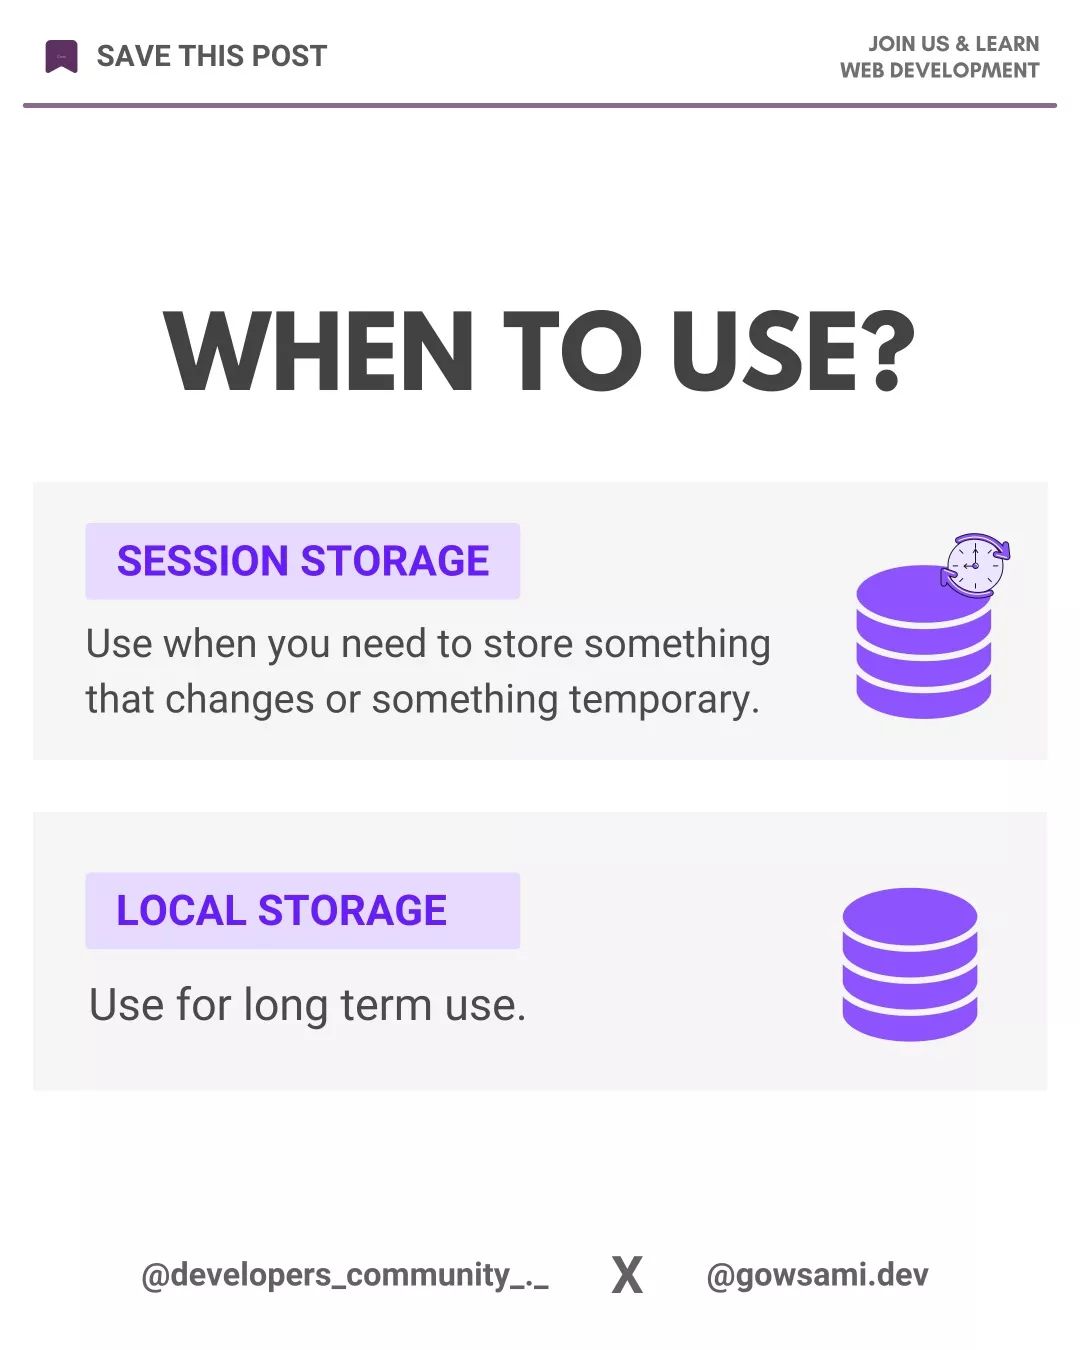 SAVE THIS POST
JOIN US & LEARN
WEB DEVELOPMENT
WHEN TO USE?
SESSION STORAGE
Use when you need to store something
that changes or something temporary.
LOCAL STORAGE
Use for long term use.
@developers_community_._ X @gowsami.dev